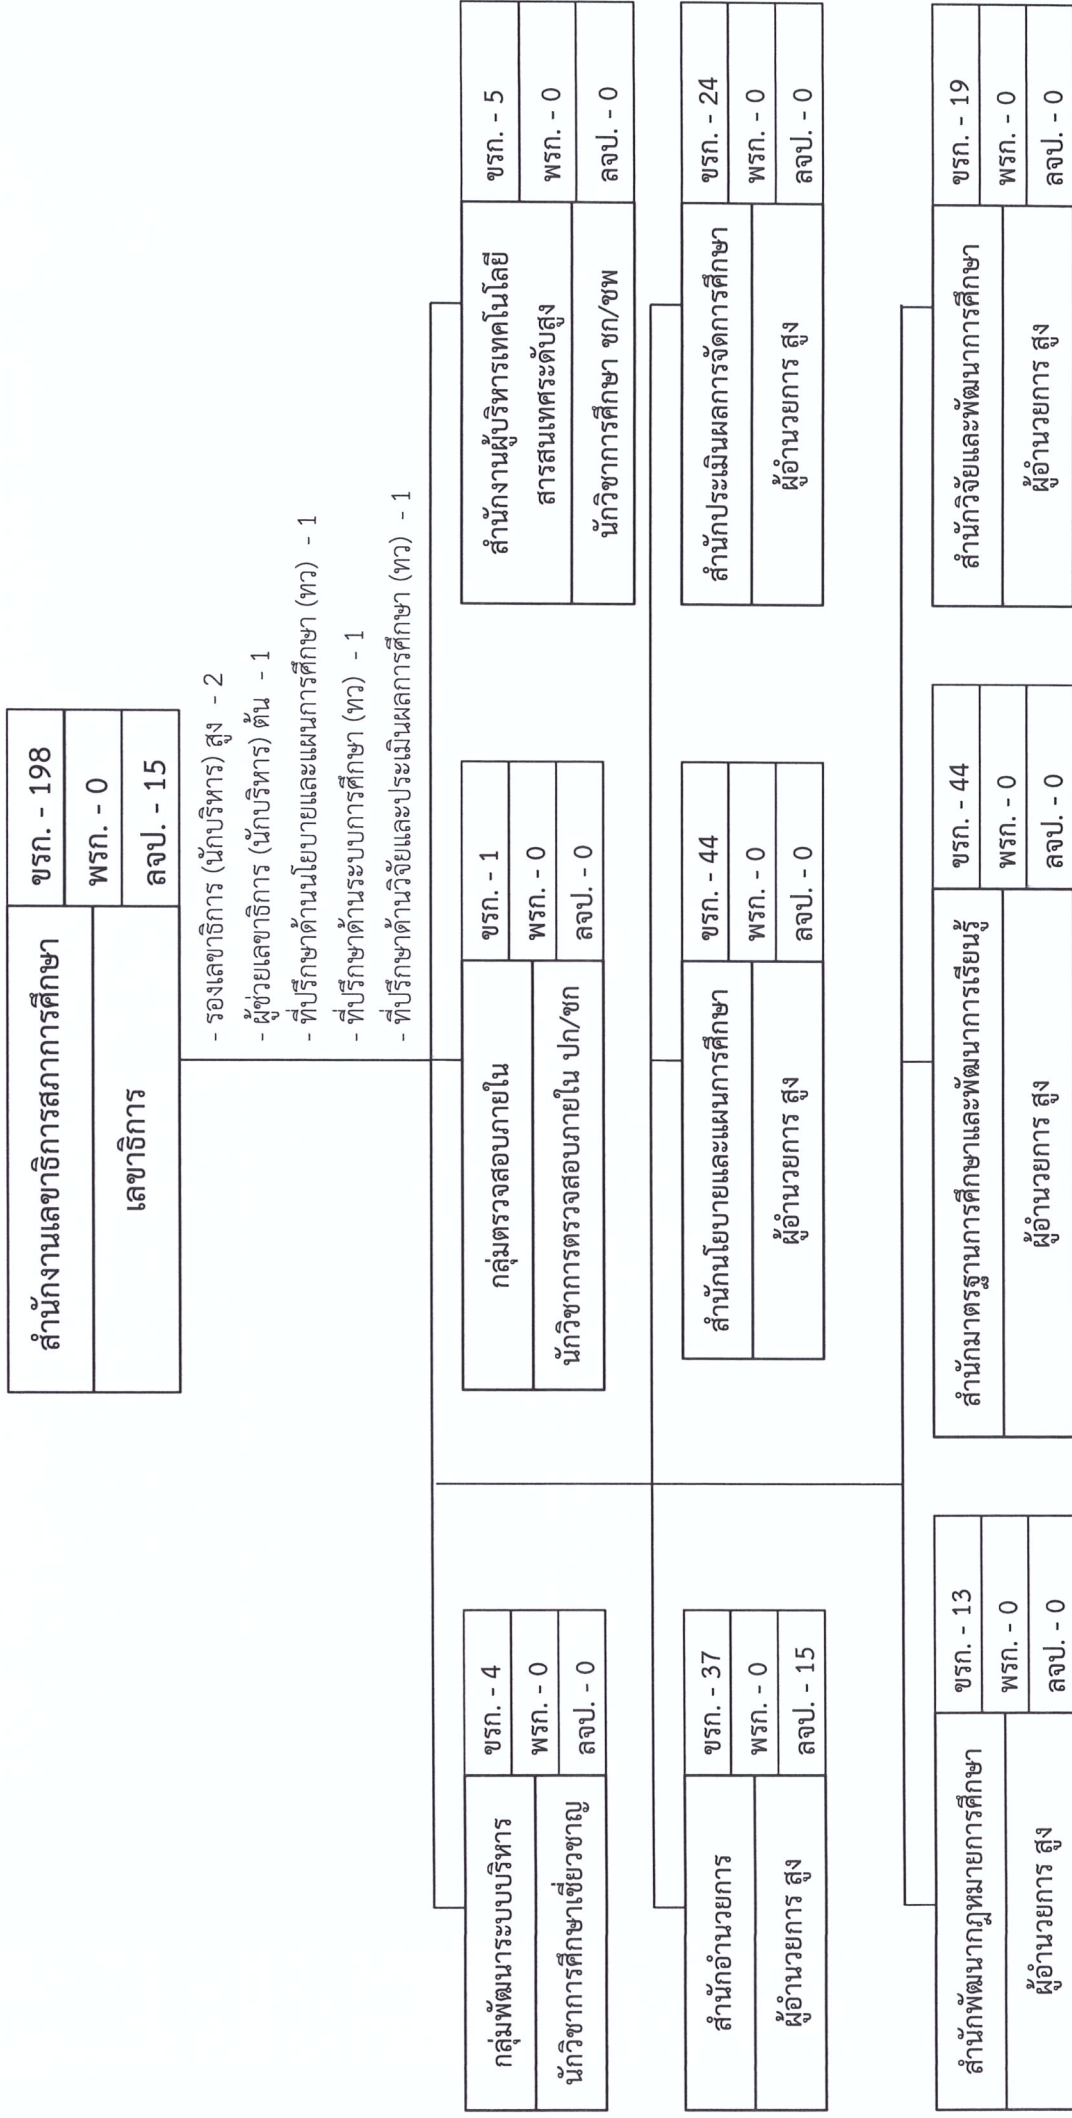 สำนักงานเลขาธิการสภาการศึกษา
เลขาธิการ
ขรก. - 198
พรก. - 0
ลจป. - 15
- รองเลขาธิการ (นักบริหาร) สูง - 2
- ผู้ช่วยเลขาธิการ (นักบริหาร) ต้น - 1
- ที่ปรึกษาด้านนโยบายและแผนการศึกษา (ทว) - 1
- ที่ปรึกษาด้านระบบการศึกษา (ทว) - 1
- ที่ปรึกษาด้านวิจัยและประเมินผลการศึกษา (ทว) - 1
กลุ่มพัฒนาระบบบริหาร
นักวิชาการศึกษาเชี่ยวชาญ
ขรก. - 4
พรก. - 0
ลจป. - 0
กลุ่มตรวจสอบภายใน
นักวิชาการตรวจสอบภายใน ปก/ชก
ขรก. - 1
พรก. - 0
ลจป. - 0
สำนักงานผู้บริหารเทคโนโลยี
สารสนเทศระดับสูง
นักวิชาการศึกษา ชก/ชพ
ขรก. - 5
พรก. - 0
ลจป. - 0
สำนักอำนวยการ
ผู้อำนวยการ สูง
ขรก. - 37
พรก. - 0
ลจป. - 15
สำนักนโยบายและแผนการศึกษา
ผู้อำนวยการ สูง
ขรก. - 44
พรก. - 0
ลจป. - 0
สำนักประเมินผลการจัดการศึกษา
ผู้อำนวยการ สูง
ขรก. - 24
พรก. - 0
ลจป. - 0
สำนักพัฒนากฎหมายการศึกษา
ผู้อำนวยการ สูง
ขรก. - 13
พรก. - 0
ลจป. - 0
สำนักมาตรฐานการศึกษาและพัฒนาการเรียนรู้
ผู้อำนวยการ สูง
ขรก. - 44
พรก. - 0
ลจป. - 0
สำนักวิจัยและพัฒนาการศึกษา
ผู้อำนวยการ สูง
ขรก. - 19
พรก. - 0
ลจป. - 0